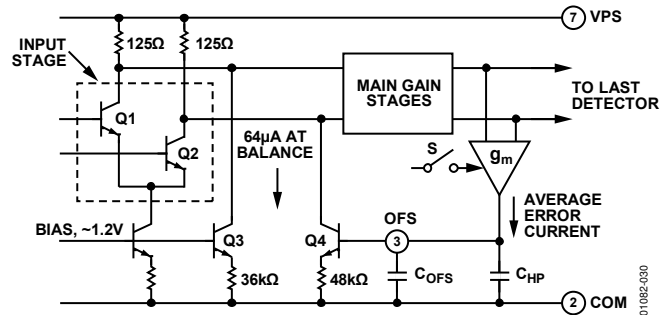 7 VPS
125Ω
125Ω
INPUT
STAGE
MAIN GAIN
STAGES
TO LAST
DETECTOR
Q1
Q2
64µA AT
BALANCE
S
gm
AVERAGE
ERROR
CURRENT
OFS
BIAS, ~1.2V
Q3
Q4
3
36kΩ
48kΩ
COFS
CHP
2 COM
01082-030